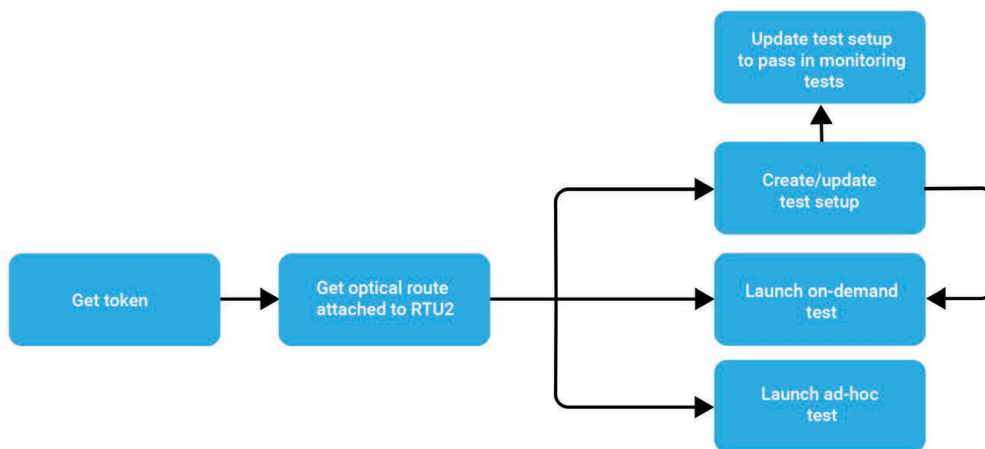 Update test setup
to pass in monitoring
tests
Create/update
test setup
Get token
Get optical route
attached to RTU2
Launch on-demand
test
Launch ad-hoc
test